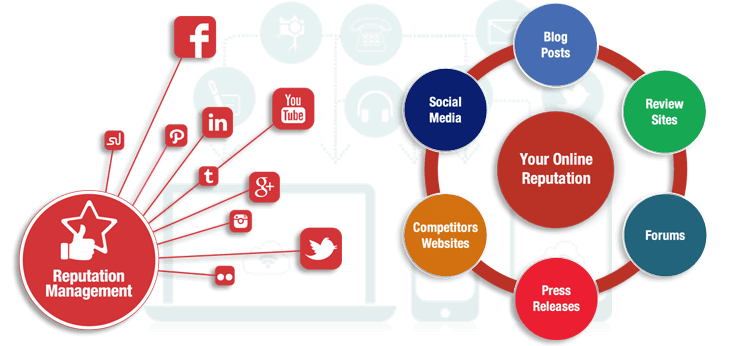 f
in
You
Tube
t
g+
Reputation
Management
Blog
Posts
Social
Media
Review
Sites
Your Online
Reputation
Competitors
Websites
Forums
Press
Releases